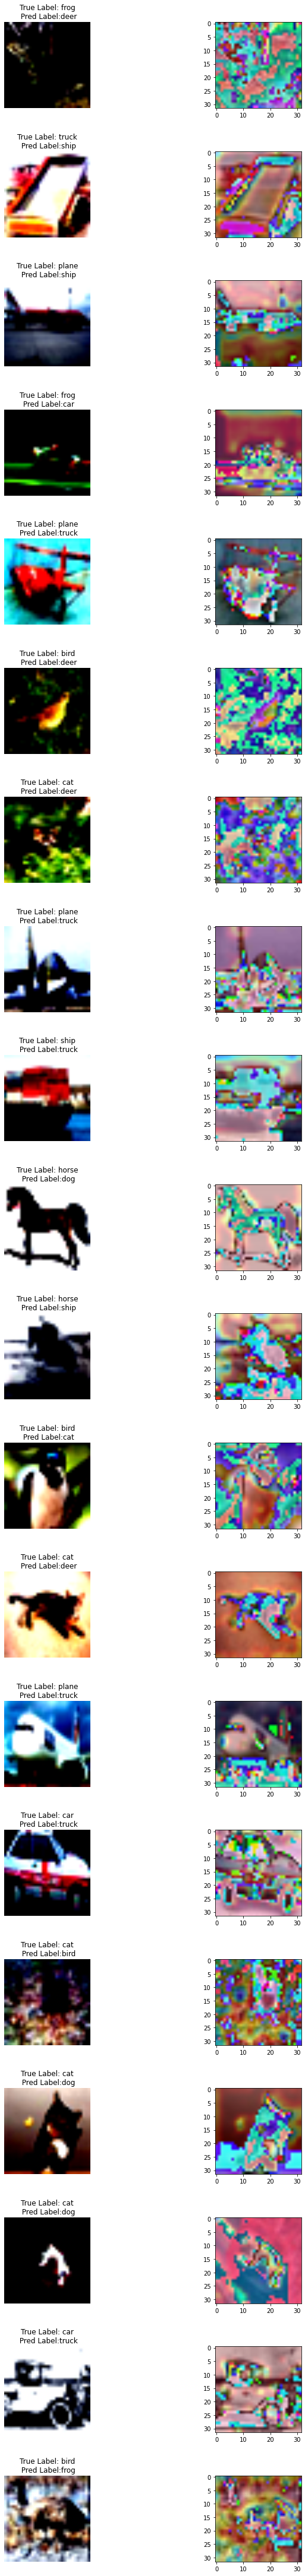 True Label: frog
Pred Label:deer
0
5
10
15
20
25
30
0 10 20 30
True Label: truck
Pred Label:ship
0
5
10
15
20
25
30
0 10 20 30
True Label: plane
Pred Label:ship
0
5
10
15
20
25
30
0 10 20 30
True Label: frog
Pred Label:car
0
5
10
15
20
25
30
0 10 20 30
True Label: plane
Pred Label:truck
0
5
10
15
20
25
30
0 10 20 30
True Label: bird
Pred Label:deer
0
5
10
15
20
25
30
0 10 20 30
True Label: cat
Pred Label:deer
0
5
10
15
20
25
30
0 10 20 30
True Label: plane
Pred Label:truck
0
5
10
15
20
25
30
0 10 20 30
True Label: ship
Pred Label:truck
0
5
10
15
20
25
30
0 10 20 30
True Label: horse
Pred Label:dog
0
5
10
15
20
25
30
0 10 20 30
True Label: horse
Pred Label:ship
0
5
10
15
20
25
30
0 10 20 30
True Label: bird
Pred Label:cat
0
5
10
15
20
25
30
0 10 20 30
True Label: cat
Pred Label:deer
0
5
10
15
20
25
30
0 10 20 30
True Label: plane
Pred Label:truck
0
5
10
15
20
25
30
0 10 20 30
True Label: car
Pred Label:truck
0
5
10
15
20
25
30
0 10 20 30
True Label: cat
Pred Label:bird
0
5
10
15
20
25
30
0 10 20 30
True Label: cat
Pred Label:dog
0
5
10
15
20
25
30
0 10 20 30
True Label: cat
Pred Label:dog
0
5
10
15
20
25
30
0 10 20 30
True Label: car
Pred Label:truck
0
5
10
15
20
25
30
0 10 20 30
True Label: bird
Pred Label:frog
0
5
10
15
20
25
30
0 10 20 30